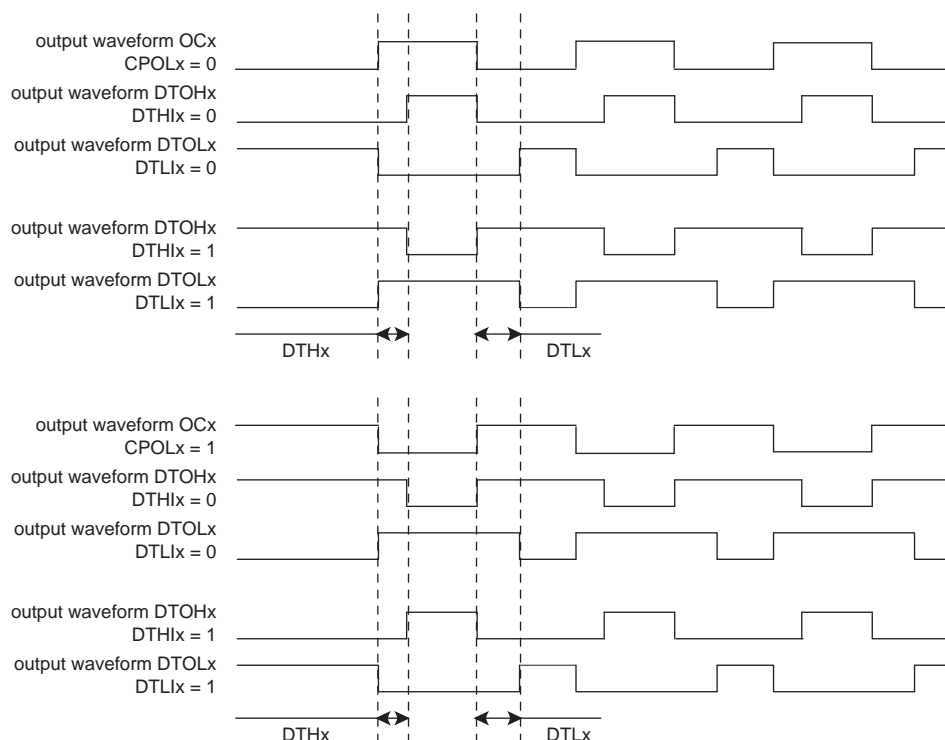 output waveform OCx
CPOLx = 0
output waveform DTOHx
DTHIx = 0
output waveform DTOLx
DTLIx = 0
output waveform DTOHx
DTHIx = 1
output waveform DTOLx
DTLIx = 1
DTHx
DTLx
output waveform OCx
CPOLx = 1
output waveform DTOHx
DTHIx = 0
output waveform DTOLx
DTLIx = 0
output waveform DTOHx
DTHIx = 1
output waveform DTOLx
DTLIx = 1
DTHx
DTLx